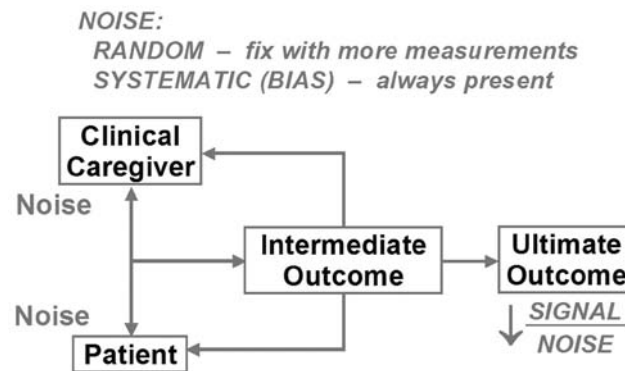 NOISE:
RANDOM – fix with more measurements
SYSTEMATIC (BIAS) – always present
Clinical
Caregiver
Noise
Intermediate
Outcome
Ultimate
Outcome
Noise
SIGNAL
NOISE
Patient